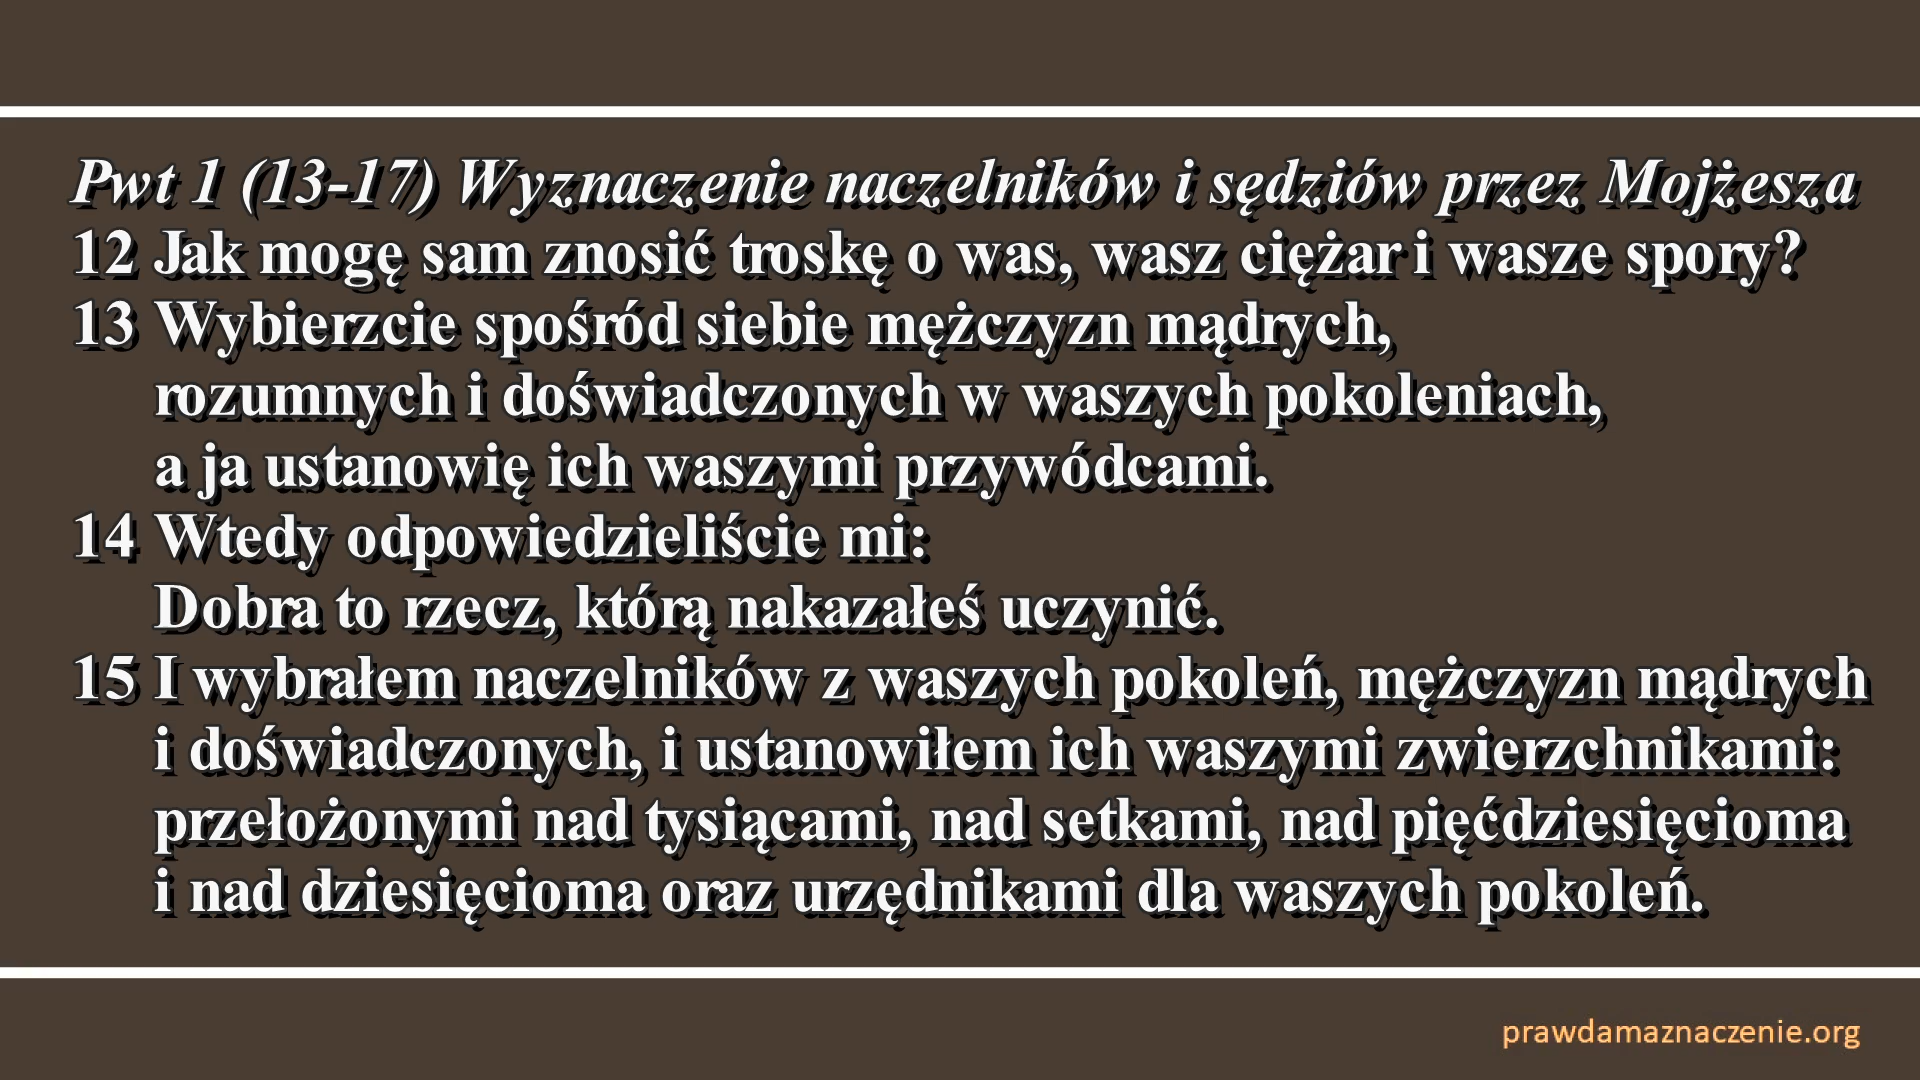 Pwt 1 (13-17) Wyznaczenie naczelników i sędziów przez Mojżesza
12 Jak mogę sam znosić troskę o was, wasz ciężar i wasze spory?
13 Wybierzcie spośród siebie mężczyzn mądrych,
rozumnych i doświadczonych w waszych pokoleniach,
a ja ustanowię ich waszymi przywódcami.
14 Wtedy odpowiedzieliście mi:
Dobra to rzecz, którą nakazałeś uczynić.
15 I wybrałem naczelników z waszych pokoleń, mężczyzn mądrych
i doświadczonych, i ustanowiłem ich waszymi zwierzchnikami:
przełożonymi nad tysiącami, nad setkami, nad pięćdziesięcioma
i nad dziesięcioma oraz urzędnikami dla waszych pokoleń.
prawdamaznaczenie.org